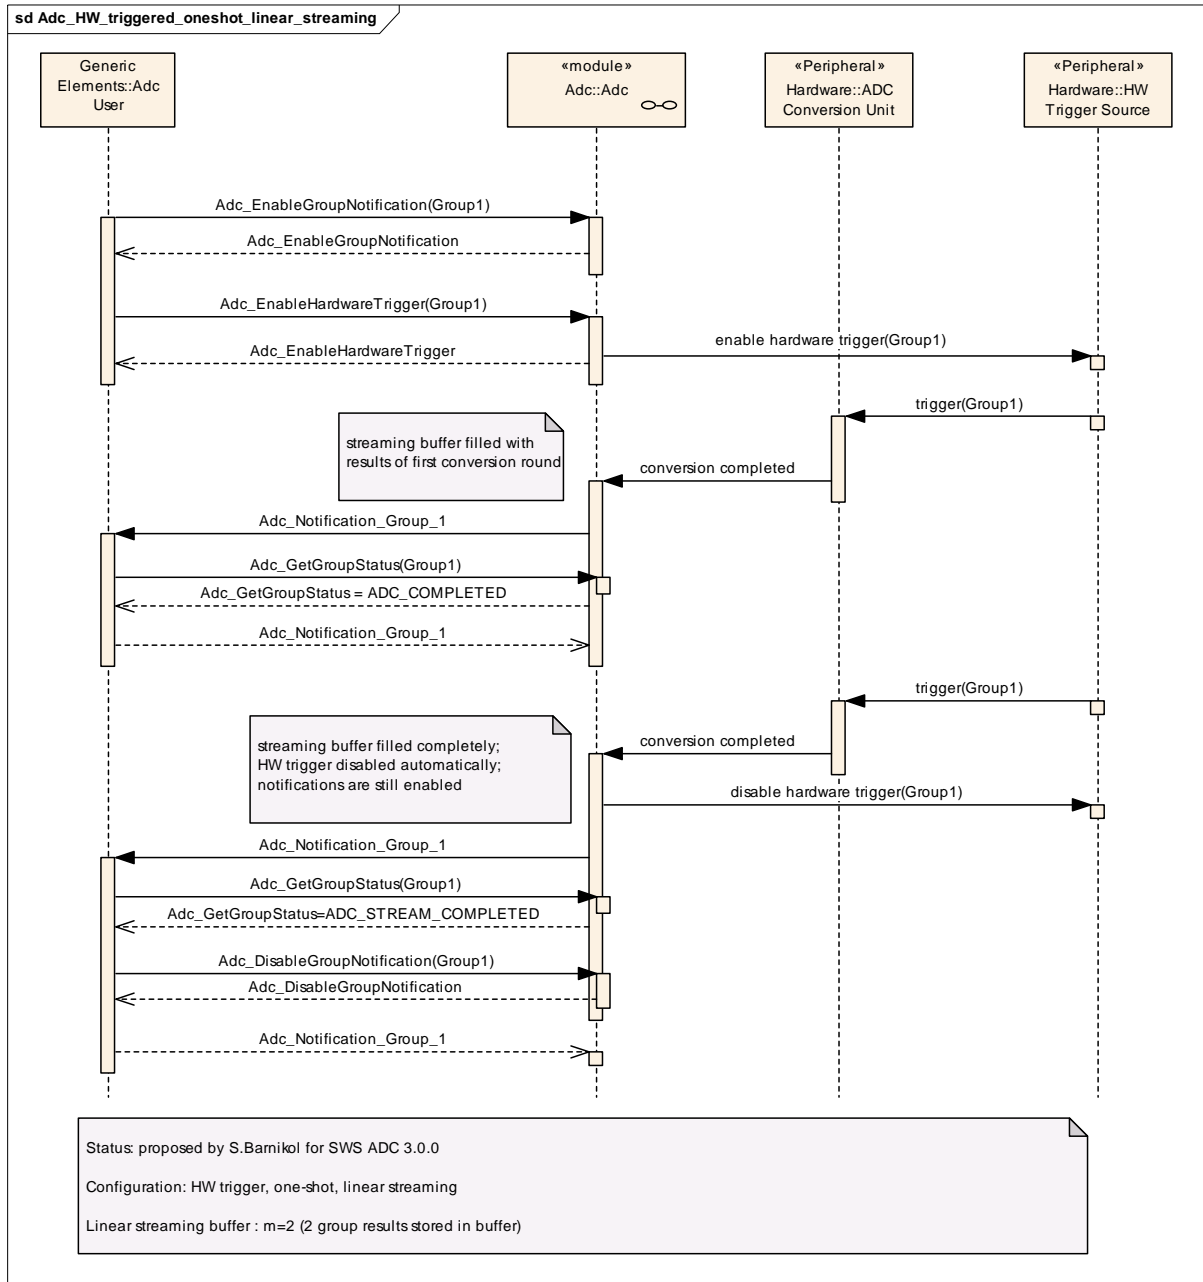 sd Adc_HW_triggered_oneshot_linear_streaming
Generic
Elements::Adc
User
«module»
Adc::Adc
«Peripheral»
Hardware::ADC
Conversion Unit
«Peripheral»
Hardware::HW
Trigger Source
Adc_EnableGroupNotification(Group1)
Adc_EnableGroupNotification
Adc_EnableHardwareTrigger(Group1)
enable hardware trigger(Group1)
Adc_EnableHardwareTrigger
trigger(Group1)
streaming buffer filled with
results of first conversion round
conversion completed
Adc_Notification_Group_1
Adc_GetGroupStatus(Group1)
Adc_GetGroupStatus = ADC_COMPLETED
Adc_Notification_Group_1
trigger(Group1)
streaming buffer filled completely;
HW trigger disabled automatically;
notifications are still enabled
conversion completed
disable hardware trigger(Group1)
Adc_Notification_Group_1
Adc_GetGroupStatus(Group1)
Adc_GetGroupStatus=ADC_STREAM_COMPLETED
Adc_DisableGroupNotification(Group1)
Adc_DisableGroupNotification
Adc_Notification_Group_1
Status: proposed by S.Barnikol for SWS ADC 3.0.0
Configuration: HW trigger, one-shot, linear streaming
Linear streaming buffer : m=2 (2 group results stored in buffer)